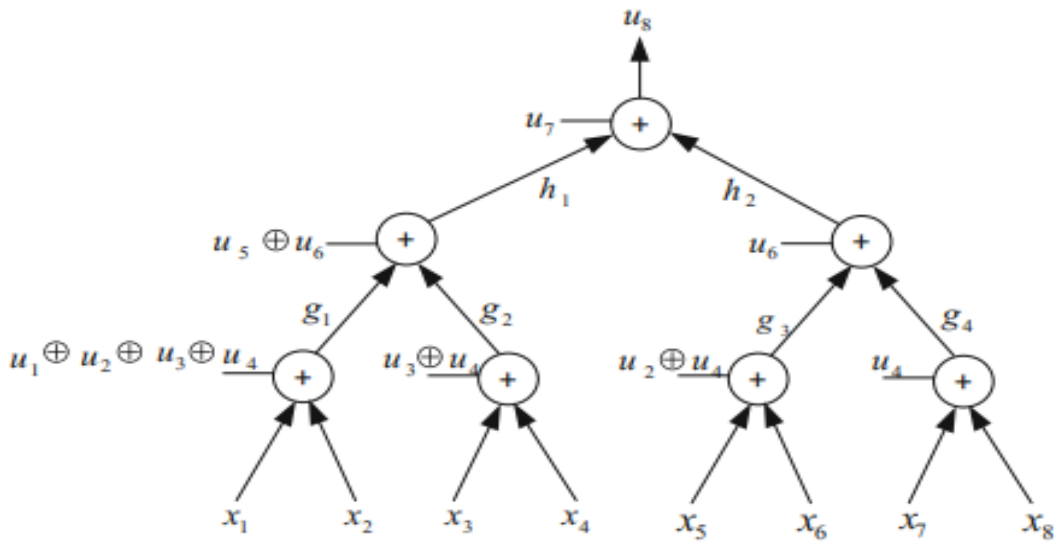 u₈
u₇ +
h₁ h₂
u₅ ⊕ u₆ + u₆ +
g₁ g₂ g₃ g₄
u₁ ⊕ u₂ ⊕ u₃ ⊕ u₄ + u₃ ⊕ u₄ + u₂ ⊕ u₄ + u₄ +
x₁ x₂ x₃ x₄ x₅ x₆ x₇ x₈